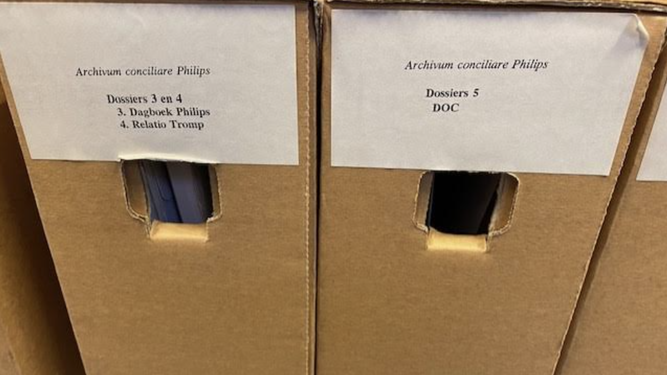 Archivum conciliare Philips
Dossiers 3 en 4
3. Dagboek Philips
4. Relatio Tromp
Archivum conciliare Philips
Dossiers 5
DOC